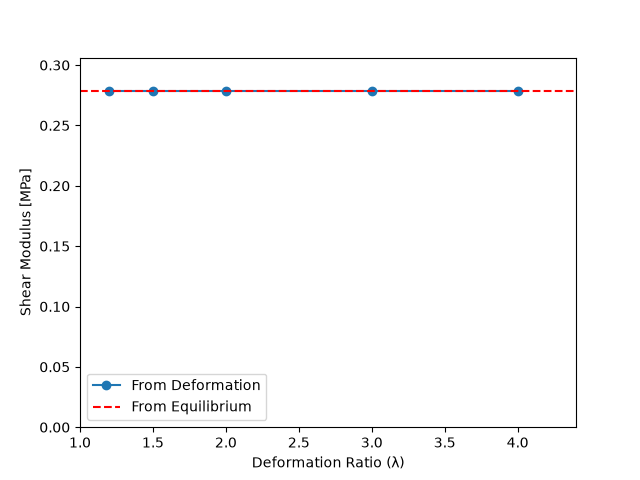 0.30
0.25
0.20
0.15
0.10
0.05
0.00
Shear Modulus [MPa]
From Deformation
From Equilibrium
1.0 1.5 2.0 2.5 3.0 3.5 4.0
Deformation Ratio (λ)